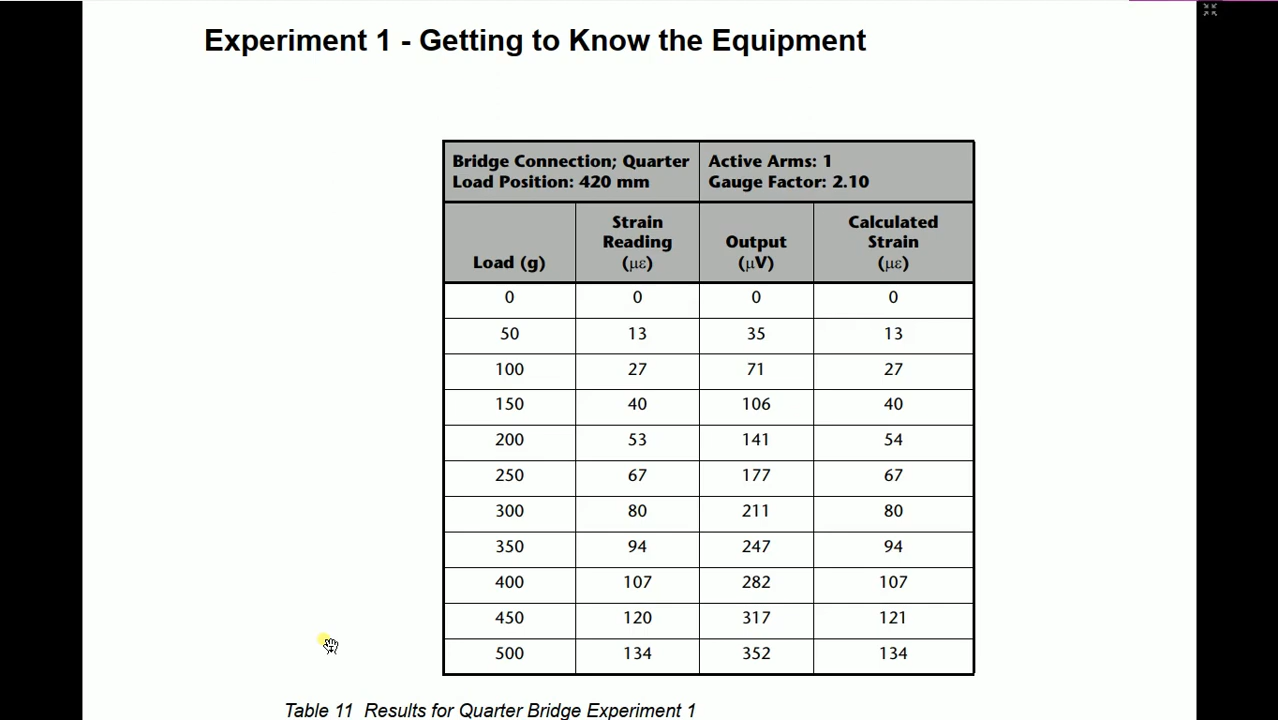 Experiment 1 - Getting to Know the Equipment
Bridge Connection; Quarter Active Arms: 1
Load Position: 420 mm Gauge Factor: 2.10
Load (g) Strain Reading (με) Output (μV) Calculated Strain (με)
0 0 0 0
50 13 35 13
100 27 71 27
150 40 106 40
200 53 141 54
250 67 177 67
300 80 211 80
350 94 247 94
400 107 282 107
450 120 317 121
500 134 352 134
Table 11 Results for Quarter Bridge Experiment 1